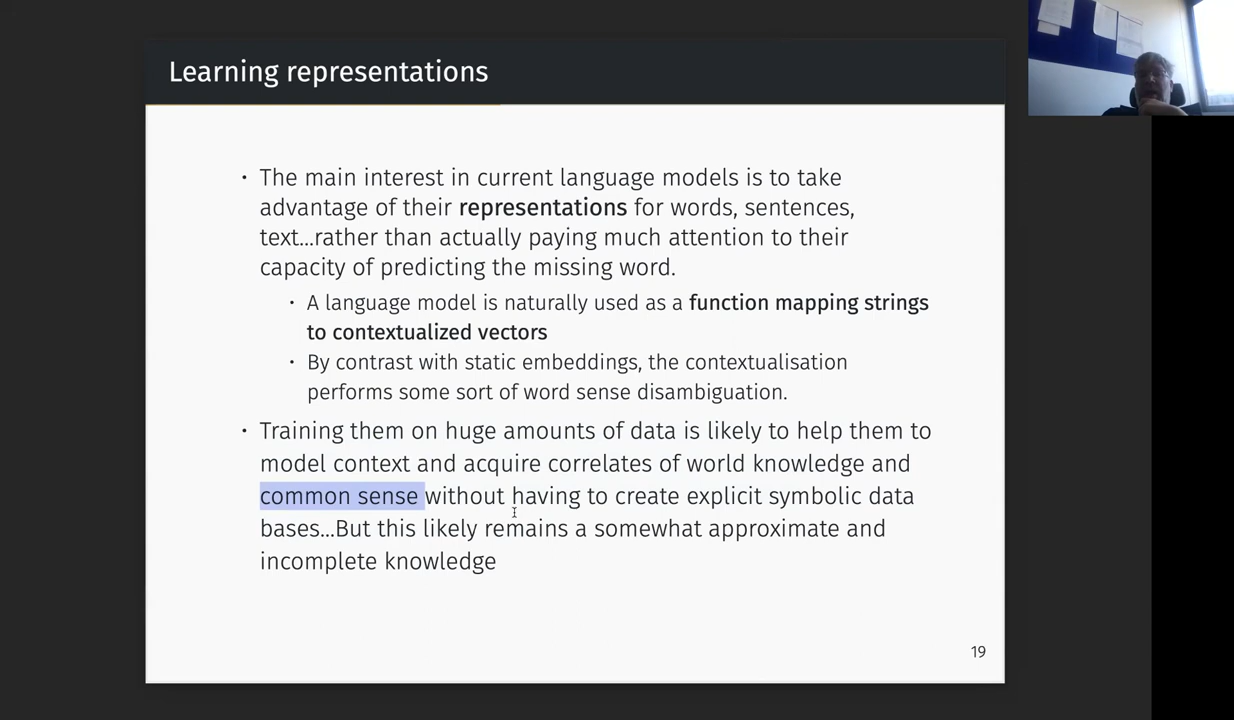 Learning representations
• The main interest in current language models is to take
advantage of their representations for words, sentences,
text...rather than actually paying much attention to their
capacity of predicting the missing word.
• A language model is naturally used as a function mapping strings
to contextualized vectors
• By contrast with static embeddings, the contextualisation
performs some sort of word sense disambiguation.
• Training them on huge amounts of data is likely to help them to
model context and acquire correlates of world knowledge and
common sense without having to create explicit symbolic data
bases...But this likely remains a somewhat approximate and
incomplete knowledge
19